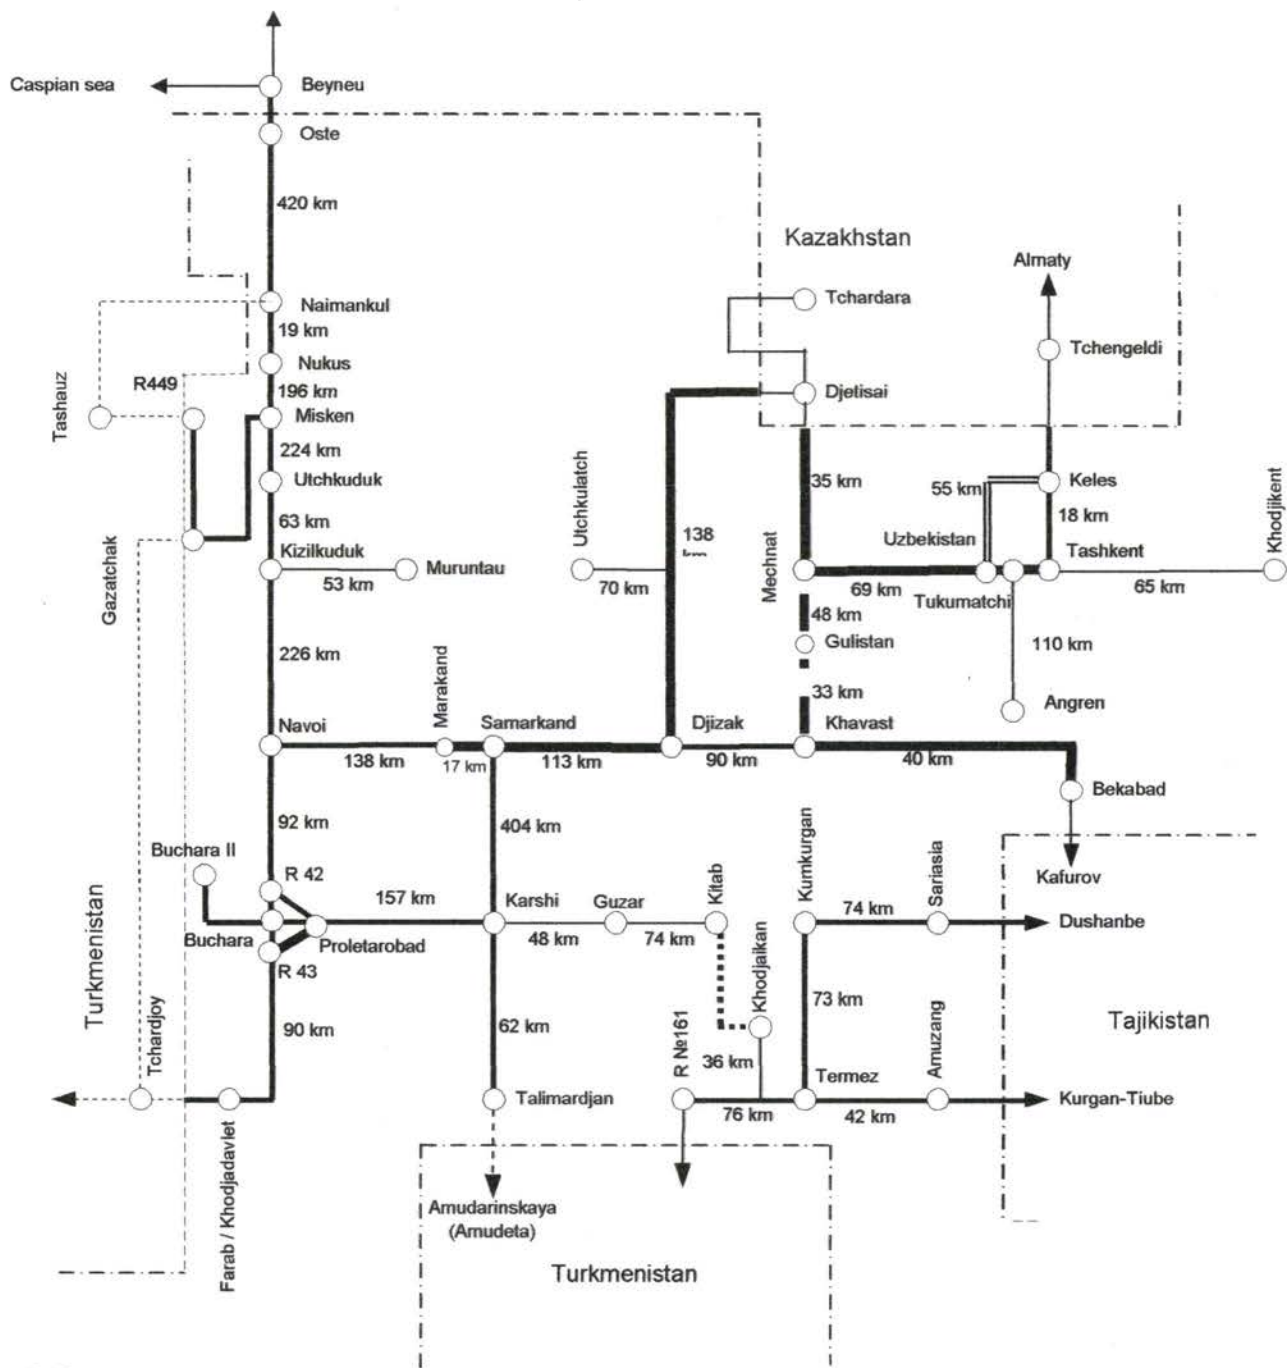 Caspian sea
Beyneu
Oste
420 km
Kazakhstan
Almaty
Tchardara
Naimankul
19 km
Tchengeldi
Nukus
R449
196 km
Djetisai
Tashauz
Misken
224 km
Utchkuduk
Utchkulatch
35 km
55 km
Keles
Khodjikent
63 km
138
18 km
Gazatchak
Kizilkuduk
Uzbekistan
Tashkent
Muruntau
53 km
70 km
Mechnat
69 km
Tukumatchi
65 km
48 km
Gulistan
110 km
226 km
Marakand
33 km
Angren
Navoi
Samarkand
Djizak
Khavast
138 km
17 km
113 km
90 km
40 km
Bekabad
92 km
404 km
Buchara II
R 42
Kumkurgan
Sariasia
Kafurov
157 km
Karshi
Guzar
Kitab
74 km
Dushanbe
Buchara
Proletarobad
48 km
74 km
R 43
Khodjaikan
Turkmenistan
Tchardjoy
90 km
62 km
R №161
73 km
Amuzang
Tajikistan
36 km
Talimardjan
Termez
76 km
42 km
Kurgan-Tiube
Farab / Khodjadavlet
Amudarinskaya
(Amudeta)
Turkmenistan